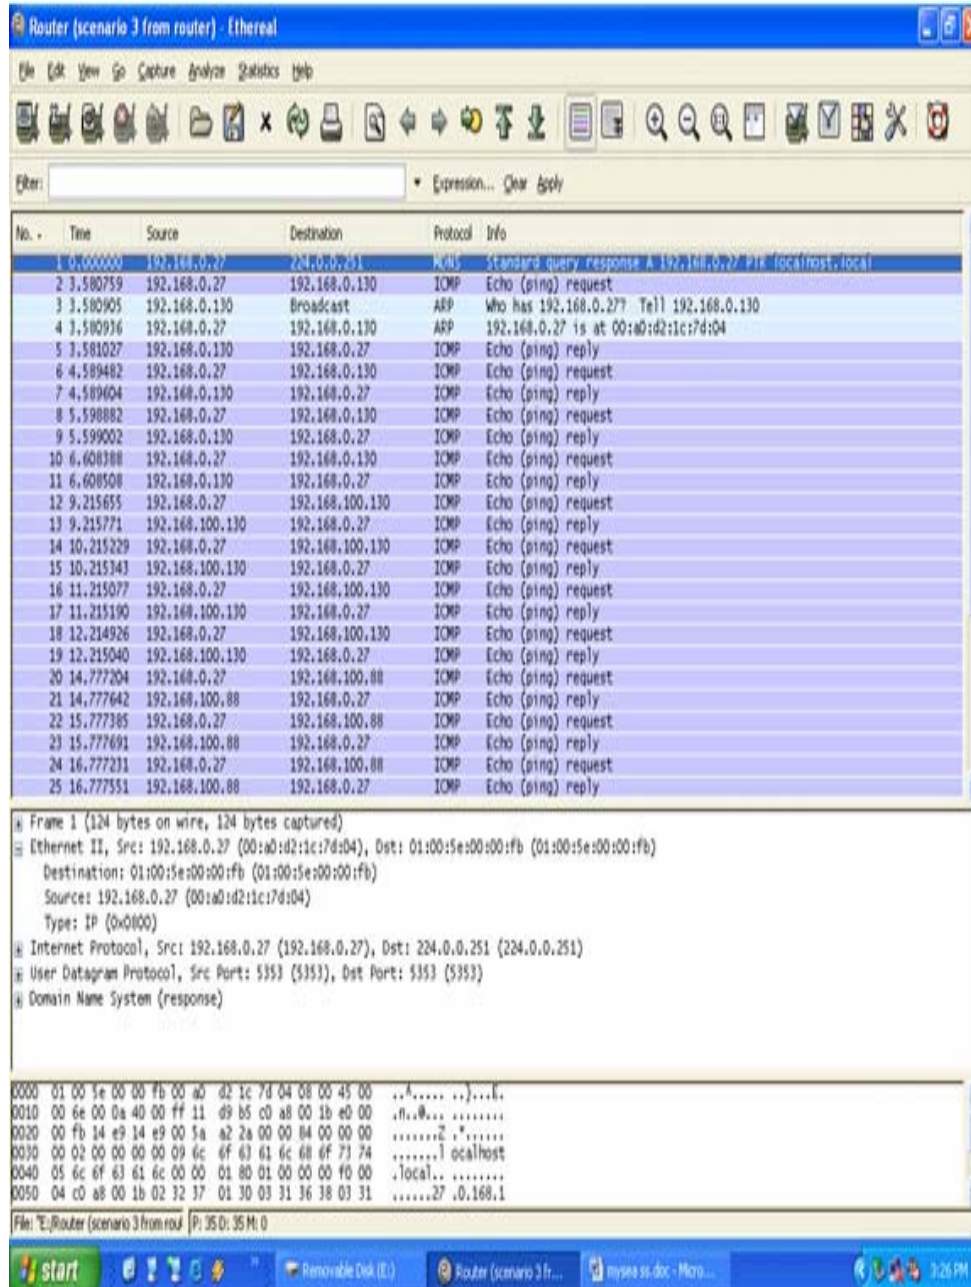 Router (scenario 3 from router) - Ethereal
File Edit View Go Capture Analyze Statistics Help
Filter: Expression... Clear Apply
No. Time Source Destination Protocol Info
1 0.000000 192.168.0.27 224.0.0.251 MDNS Standard query response A 192.168.0.27 PTR localhost.local
2 3.580759 192.168.0.27 192.168.0.130 ICMP Echo (ping) request
3 3.580905 192.168.0.130 Broadcast ARP Who has 192.168.0.27? Tell 192.168.0.130
4 3.580936 192.168.0.27 192.168.0.130 ARP 192.168.0.27 is at 00:a0:d2:1c:7d:04
5 3.581027 192.168.0.130 192.168.0.27 ICMP Echo (ping) reply
6 4.589482 192.168.0.27 192.168.0.130 ICMP Echo (ping) request
7 4.589604 192.168.0.130 192.168.0.27 ICMP Echo (ping) reply
8 5.598882 192.168.0.27 192.168.0.130 ICMP Echo (ping) request
9 5.599002 192.168.0.130 192.168.0.27 ICMP Echo (ping) reply
10 6.608388 192.168.0.27 192.168.0.130 ICMP Echo (ping) request
11 6.608508 192.168.0.130 192.168.0.27 ICMP Echo (ping) reply
12 9.215655 192.168.0.27 192.168.100.130 ICMP Echo (ping) request
13 9.215771 192.168.100.130 192.168.0.27 ICMP Echo (ping) reply
14 10.215229 192.168.0.27 192.168.100.130 ICMP Echo (ping) request
15 10.215343 192.168.100.130 192.168.0.27 ICMP Echo (ping) reply
16 11.215077 192.168.0.27 192.168.100.130 ICMP Echo (ping) request
17 11.215190 192.168.100.130 192.168.0.27 ICMP Echo (ping) reply
18 12.214926 192.168.0.27 192.168.100.130 ICMP Echo (ping) request
19 12.215040 192.168.100.130 192.168.0.27 ICMP Echo (ping) reply
20 14.777204 192.168.0.27 192.168.100.88 ICMP Echo (ping) request
21 14.777642 192.168.100.88 192.168.0.27 ICMP Echo (ping) reply
22 15.777385 192.168.0.27 192.168.100.88 ICMP Echo (ping) request
23 15.777691 192.168.100.88 192.168.0.27 ICMP Echo (ping) reply
24 16.777231 192.168.0.27 192.168.100.88 ICMP Echo (ping) request
25 16.777551 192.168.100.88 192.168.0.27 ICMP Echo (ping) reply
Frame 1 (124 bytes on wire, 124 bytes captured)
Ethernet II, Src: 192.168.0.27 (00:a0:d2:1c:7d:04), Dst: 01:00:5e:00:00:fb (01:00:5e:00:00:fb)
Destination: 01:00:5e:00:00:fb (01:00:5e:00:00:fb)
Source: 192.168.0.27 (00:a0:d2:1c:7d:04)
Type: IP (0x0800)
Internet Protocol, Src: 192.168.0.27 (192.168.0.27), Dst: 224.0.0.251 (224.0.0.251)
User Datagram Protocol, Src Port: 5353 (5353), Dst Port: 5353 (5353)
Domain Name System (response)
0000 01 00 5e 00 00 fb 00 a0 d2 1c 7d 04 08 00 45 00 ..^..... ..}...E.
0010 00 6e 00 0a 40 00 ff 11 d9 b5 c0 a8 00 1b e0 00 .n..@... ........
0020 00 fb 14 e9 14 e9 00 5a a2 2a 00 00 84 00 00 00 .......Z .*......
0030 00 02 00 00 00 00 09 6c 6f 63 61 6c 68 6f 73 74 .......l ocalhost
0040 05 6c 6f 63 61 6c 00 00 01 80 01 00 00 00 f0 00 .local.. ........
0050 04 c0 a8 00 1b 02 32 37 01 30 03 31 36 38 03 31 ......27 .0.168.1
File: "E:/Router (scenario 3 from rout P: 35 D: 35 M: 0
start Removable Disk (E:) Router (scenario 3 fr... mysea ss.doc - Micro... 3:26 PM